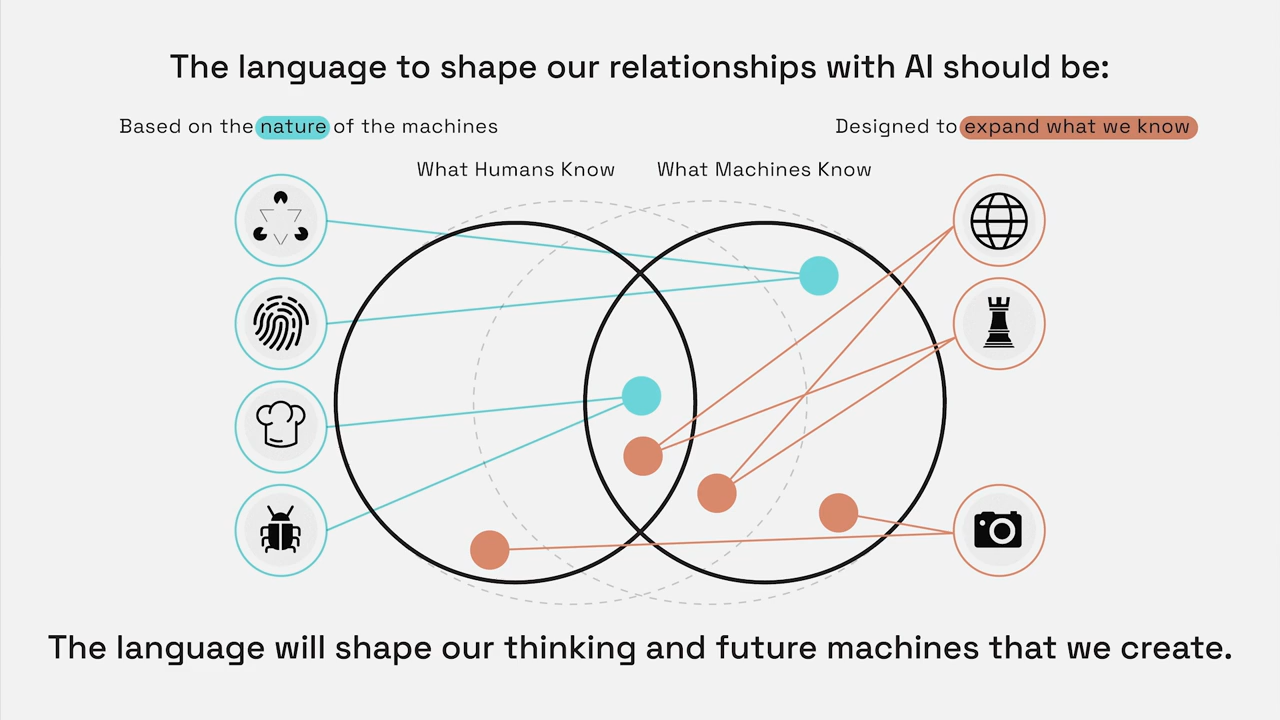 The language to shape our relationships with AI should be:
Based on the nature of the machines
Designed to expand what we know
What Humans Know
What Machines Know
The language will shape our thinking and future machines that we create.